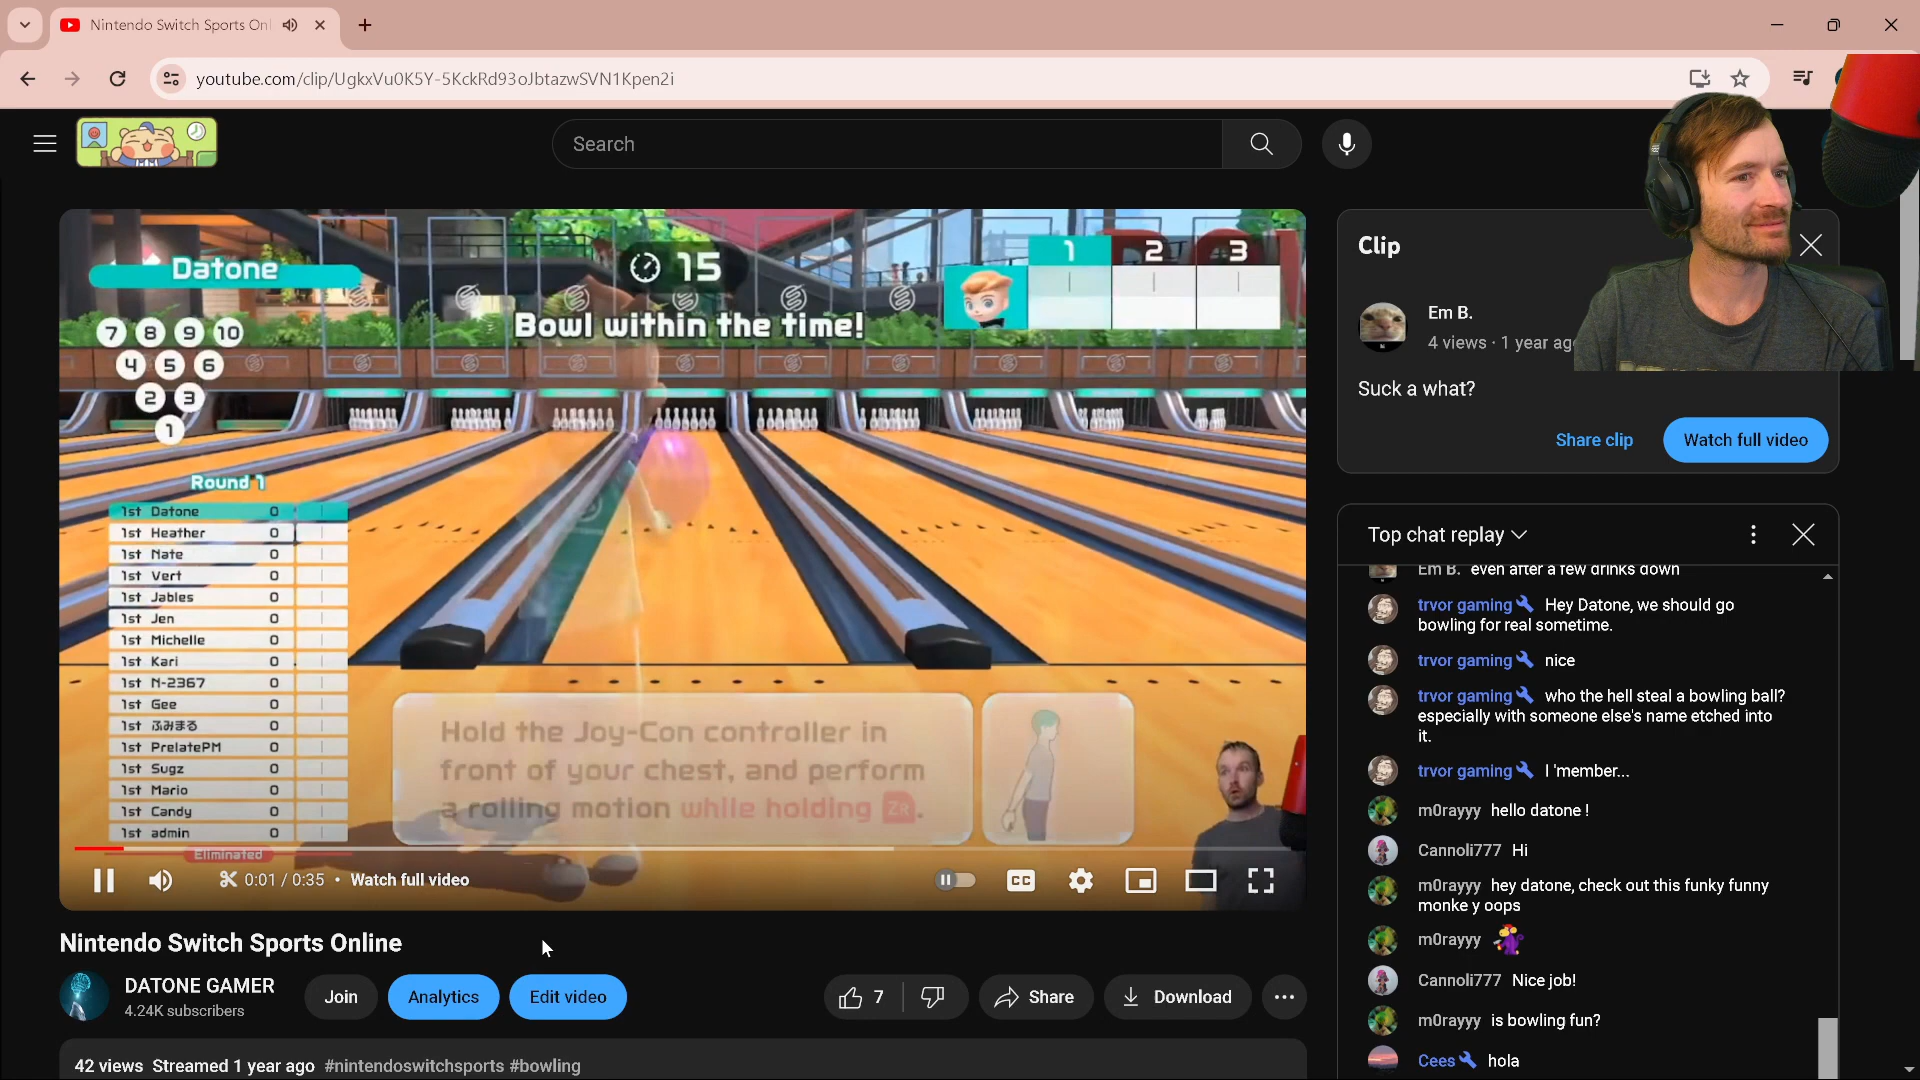 Nintendo Switch Sports Onl
youtube.com/clip/UgkxVu0K5Y-5KckRd93oJbtazwSVN1Kpen2i
Search
Datone
15
Bowl within the time!
1 2 3
7 8 9 10
4 5 6
2 3
1
Round 1
1st Datone 0
1st Heather 0
1st Nate 0
1st Vert 0
1st Jables 0
1st Jen 0
1st Michelle 0
1st Kari 0
1st N-2367 0
1st Gee 0
1st ふみまる 0
1st PrelatePM 0
1st Sugz 0
1st Mario 0
1st Candy 0
1st admin 0
Eliminated
Hold the Joy-Con controller in
front of your chest, and perform
a rolling motion while holding ZR.
0:01 / 0:35 • Watch full video
CC
Nintendo Switch Sports Online
DATONE GAMER
4.24K subscribers
Join
Analytics
Edit video
7
Share
Download
42 views Streamed 1 year ago #nintendoswitchsports #bowling
Clip
Em B.
4 views · 1 year ago
Suck a what?
Share clip
Watch full video
Top chat replay
Em B. even after a few drinks down
trvor gaming Hey Datone, we should go
bowling for real sometime.
trvor gaming nice
trvor gaming who the hell steal a bowling ball?
especially with someone else's name etched into
it.
trvor gaming I 'member...
m0rayyy hello datone !
Cannoli777 Hi
m0rayyy hey datone, check out this funky funny
monke y oops
m0rayyy
Cannoli777 Nice job!
m0rayyy is bowling fun?
Cees hola